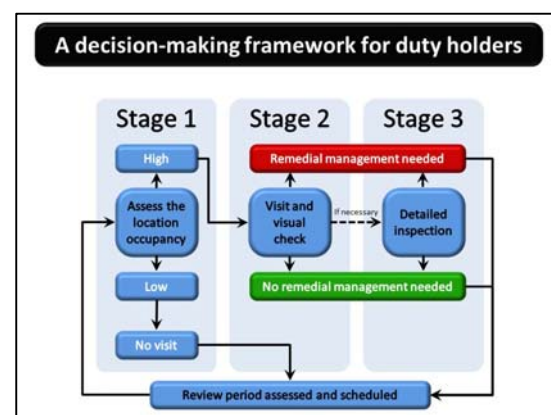 A decision-making framework for duty holders
Stage 1
Stage 2
Stage 3
High
Remedial management needed
Assess the
location
occupancy
Visit and
visual
check
If necessary
Detailed
inspection
Low
No remedial management needed
No visit
Review period assessed and scheduled